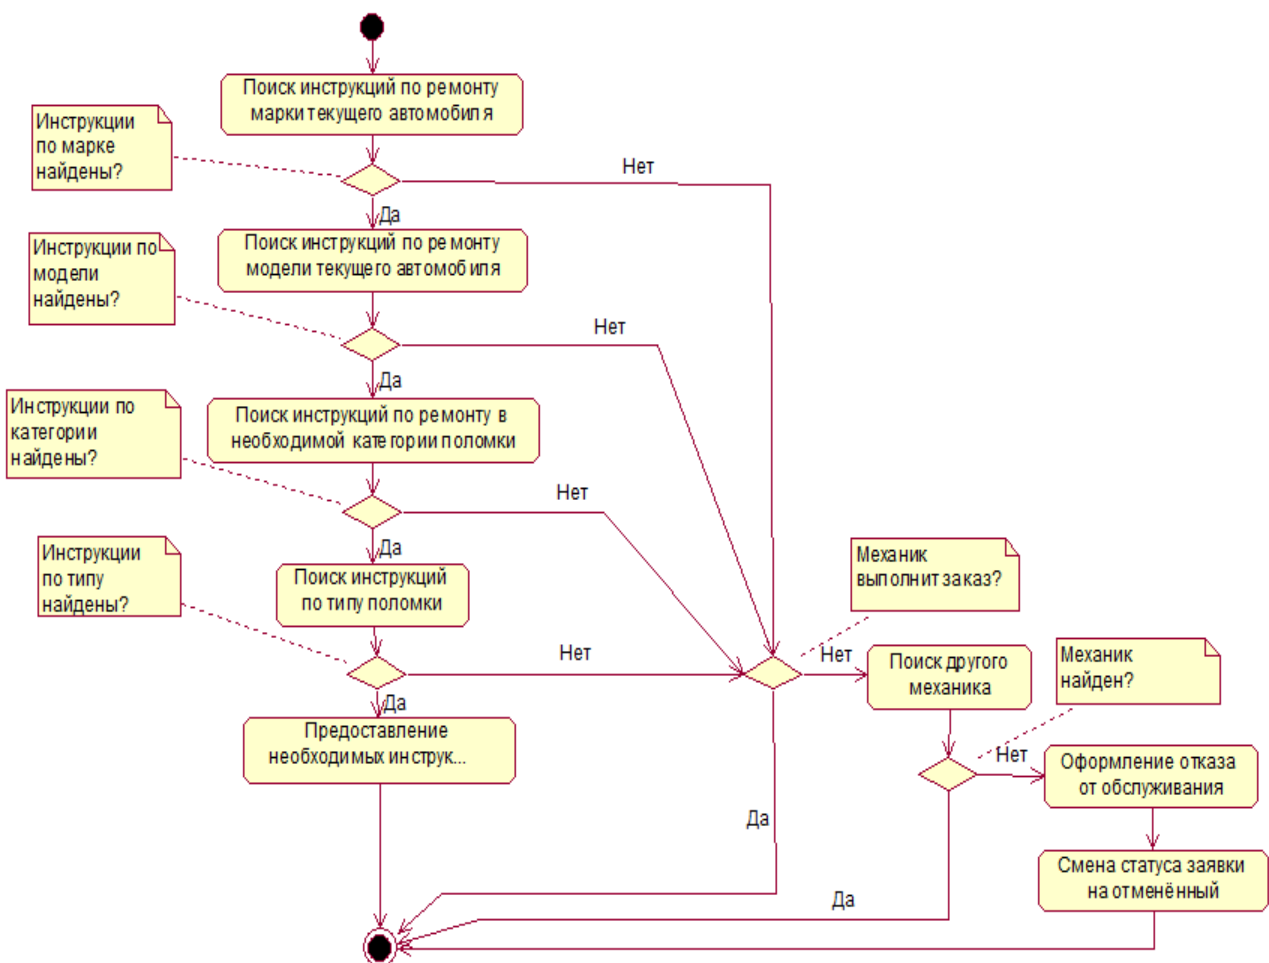 Поиск инструкций по ремонту
марки текущего автомобиля
Инструкции
по марке
найдены?
Нет
Да
Поиск инструкций по ремонту
модели текущего автомобиля
Инструкции по
модели
найдены?
Нет
Да
Поиск инструкций по ремонту в
необходимой категории поломки
Инструкции по
категории
найдены?
Нет
Да
Поиск инструкций
по типу поломки
Инструкции
по типу
найдены?
Нет
Да
Предоставление
необходимых инструк...
Механик
выполнит заказ?
Нет
Поиск другого
механика
Механик
найден?
Нет
Оформление отказа
от обслуживания
Да
Смена статуса заявки
на отменённый
Да